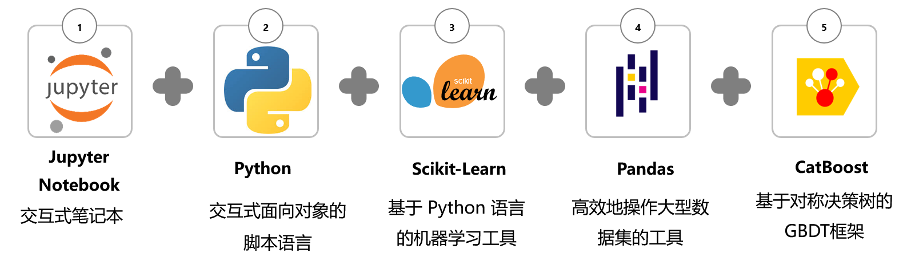 1
2
3
4
5
jupyter
scikit
learn
Jupyter
Notebook
交互式笔记本
Python
交互式面向对象的
脚本语言
Scikit-Learn
基于 Python 语言
的机器学习工具
Pandas
高效地操作大型数
据集的工具
CatBoost
基于对称决策树的
GBDT框架